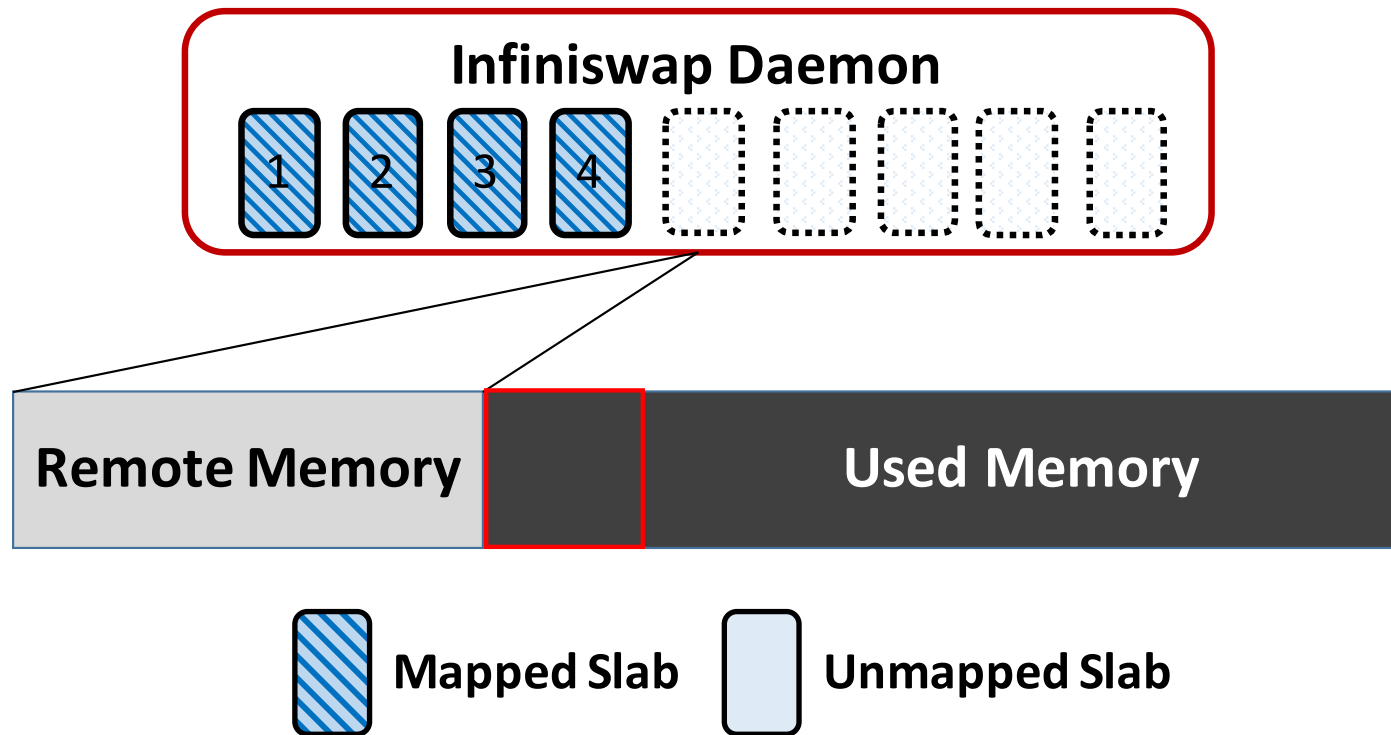 Infiniswap Daemon
1 2 3 4
Remote Memory Used Memory
Mapped Slab Unmapped Slab